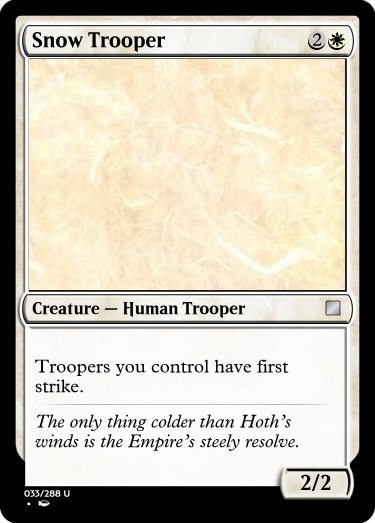 Snow Trooper 2
Creature — Human Trooper
Troopers you control have first
strike.
The only thing colder than Hoth's
winds is the Empire's steely resolve.
2/2
033/288 U